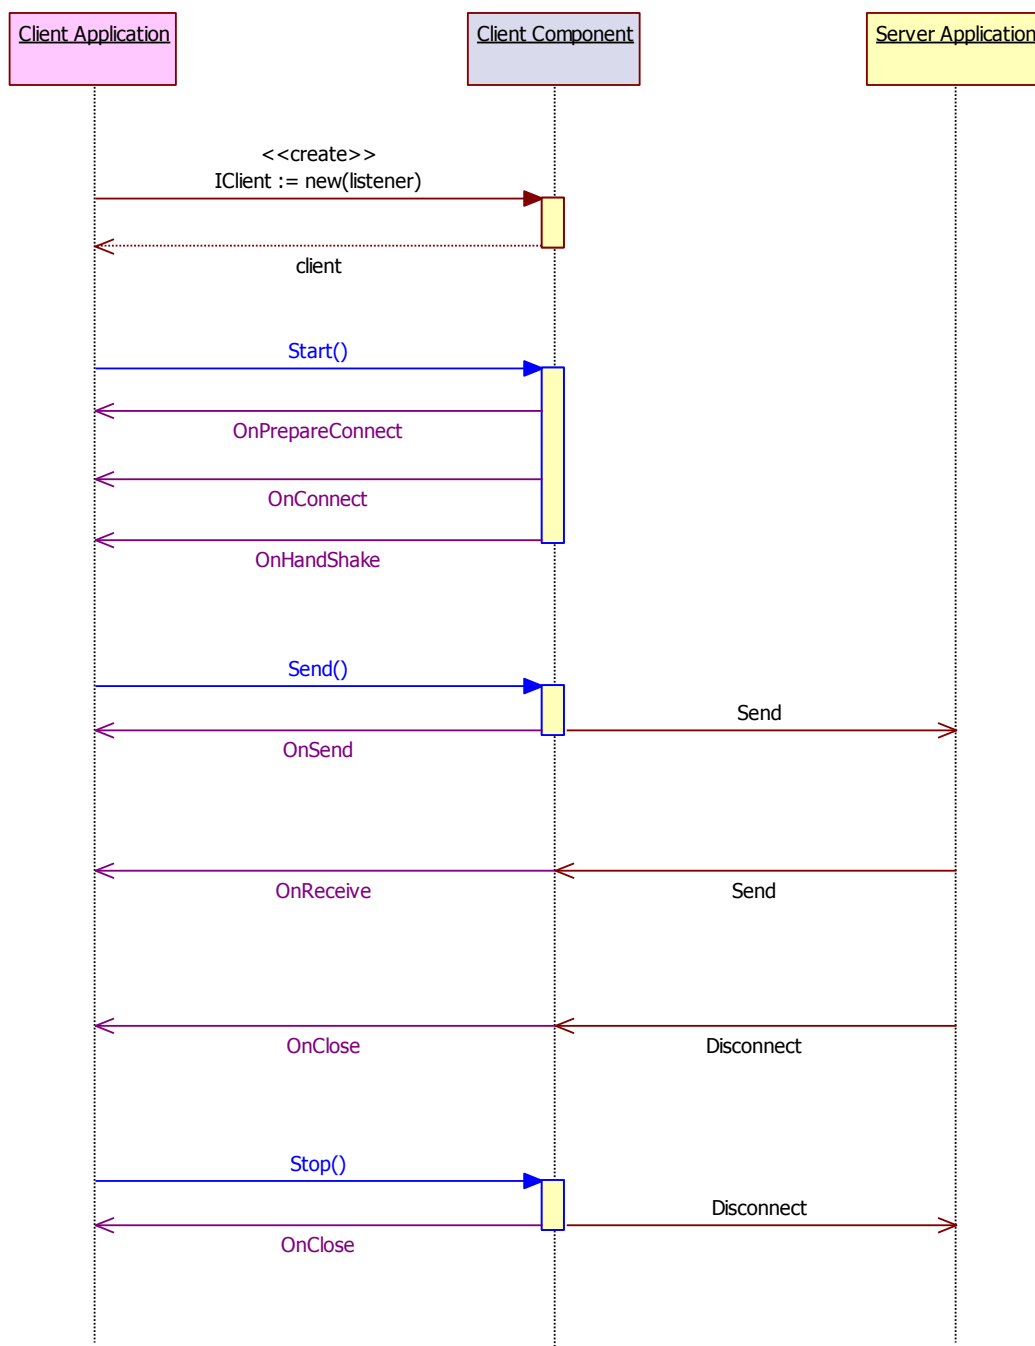 Client Application
Client Component
Server Application
<<create>>
IClient := new(listener)
client
Start()
OnPrepareConnect
OnConnect
OnHandShake
Send()
Send
OnSend
OnReceive
Send
OnClose
Disconnect
Stop()
Disconnect
OnClose